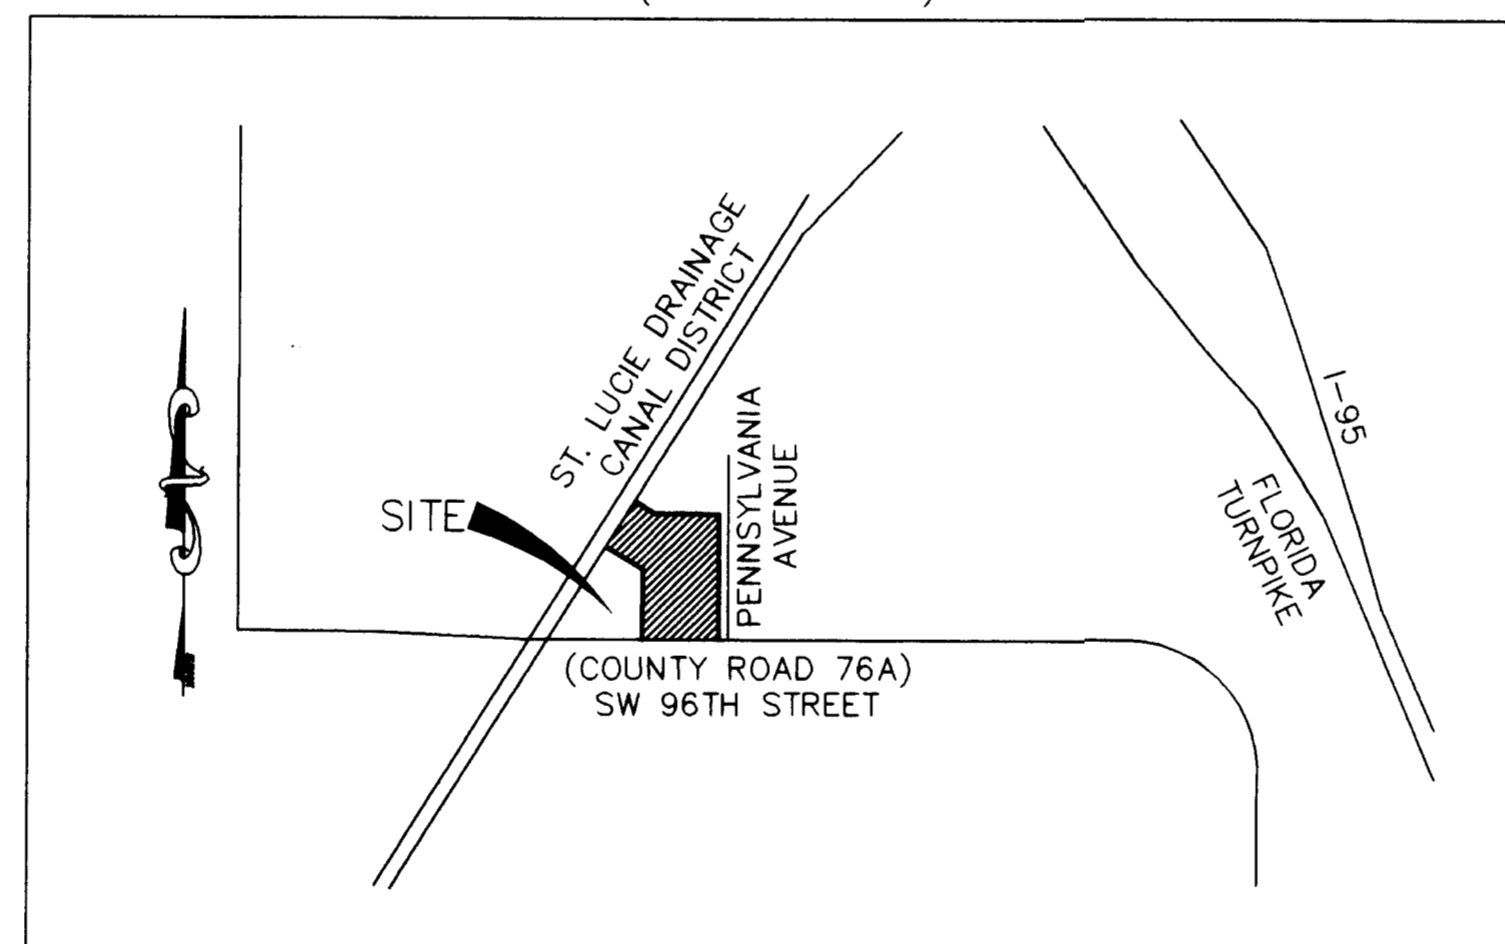 ST. LUCIE DRAINAGE
CANAL DISTRICT
PENNSYLVANIA
AVENUE
SITE
I-95
FLORIDA
TURNPIKE
(COUNTY ROAD 76A)
SW 96TH STREET